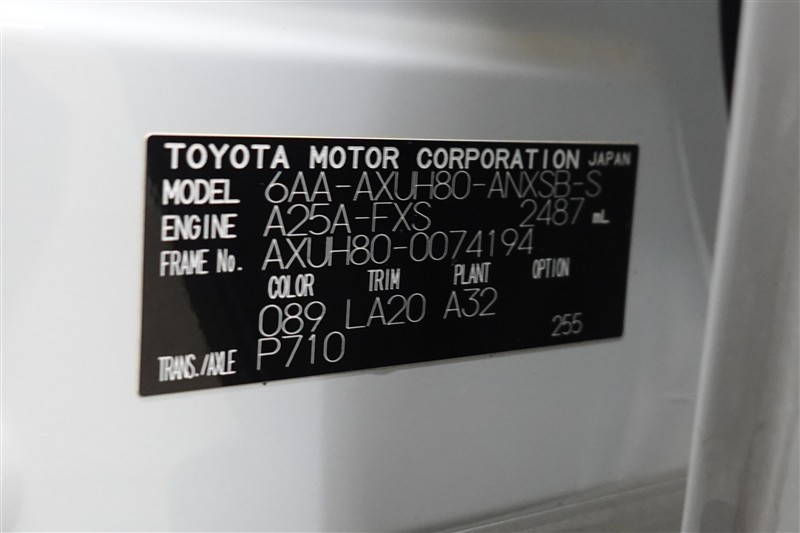 TOYOTA MOTOR CORPORATION JAPAN
MODEL 6AA-AXUH80-ANXSB-S
ENGINE A25A-FXS 2487 mL
FRAME No. AXUH80-0074194
COLOR TRIM PLANT OPTION
089 LA20 A32
TRANS./AXLE P710 255